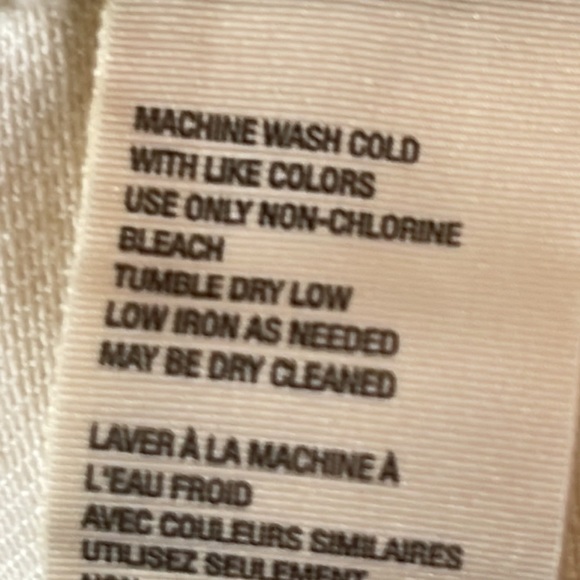 MACHINE WASH COLD
WITH LIKE COLORS
USE ONLY NON-CHLORINE
BLEACH
TUMBLE DRY LOW
LOW IRON AS NEEDED
MAY BE DRY CLEANED
LAVER À LA MACHINE À
L'EAU FROID
AVEC COULEURS SIMILAIRES
UTILISEZ SEULEMENT